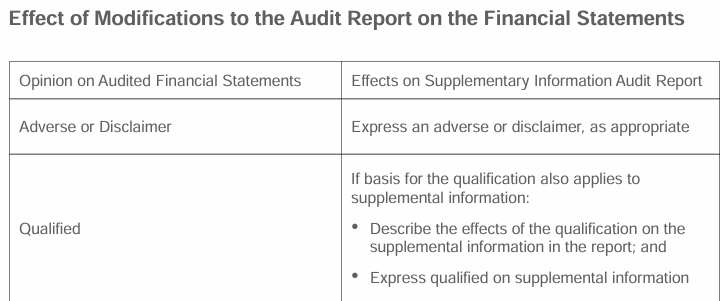 Effect of Modifications to the Audit Report on the Financial Statements
Opinion on Audited Financial Statements
Effects on Supplementary Information Audit Report
Adverse or Disclaimer
Express an adverse or disclaimer, as appropriate
Qualified
If basis for the qualification also applies to
supplemental information:
• Describe the effects of the qualification on the
supplemental information in the report; and
• Express qualified on supplemental information